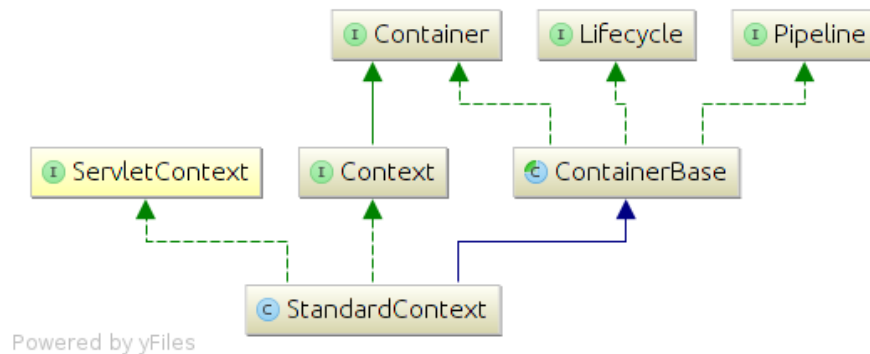 I Container
I Lifecycle
I Pipeline
I ServletContext
I Context
C ContainerBase
C StandardContext
Powered by yFiles